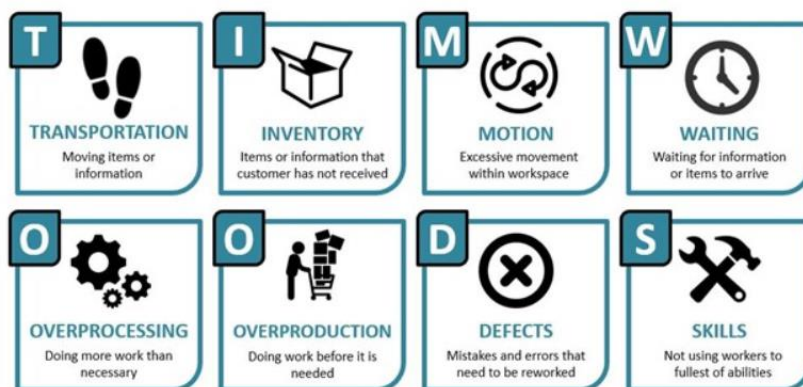 T
TRANSPORTATION
Moving items or
information
I
INVENTORY
Items or information that
customer has not received
M
MOTION
Excessive movement
within workspace
W
WAITING
Waiting for information
or items to arrive
O
OVERPROCESSING
Doing more work than
necessary
O
OVERPRODUCTION
Doing work before it is
needed
D
DEFECTS
Mistakes and errors that
need to be reworked
S
SKILLS
Not using workers to
fullest of abilities